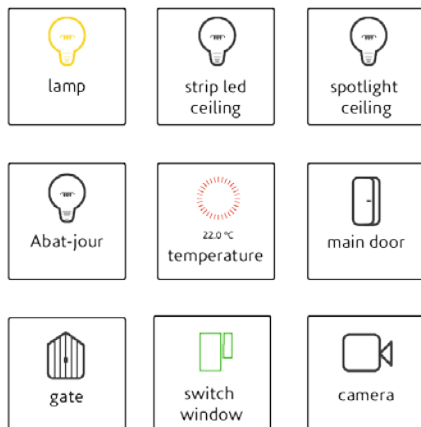 lamp
strip led
ceiling
spotlight
ceiling
Abat-jour
22.0 °C
temperature
main door
gate
switch
window
camera